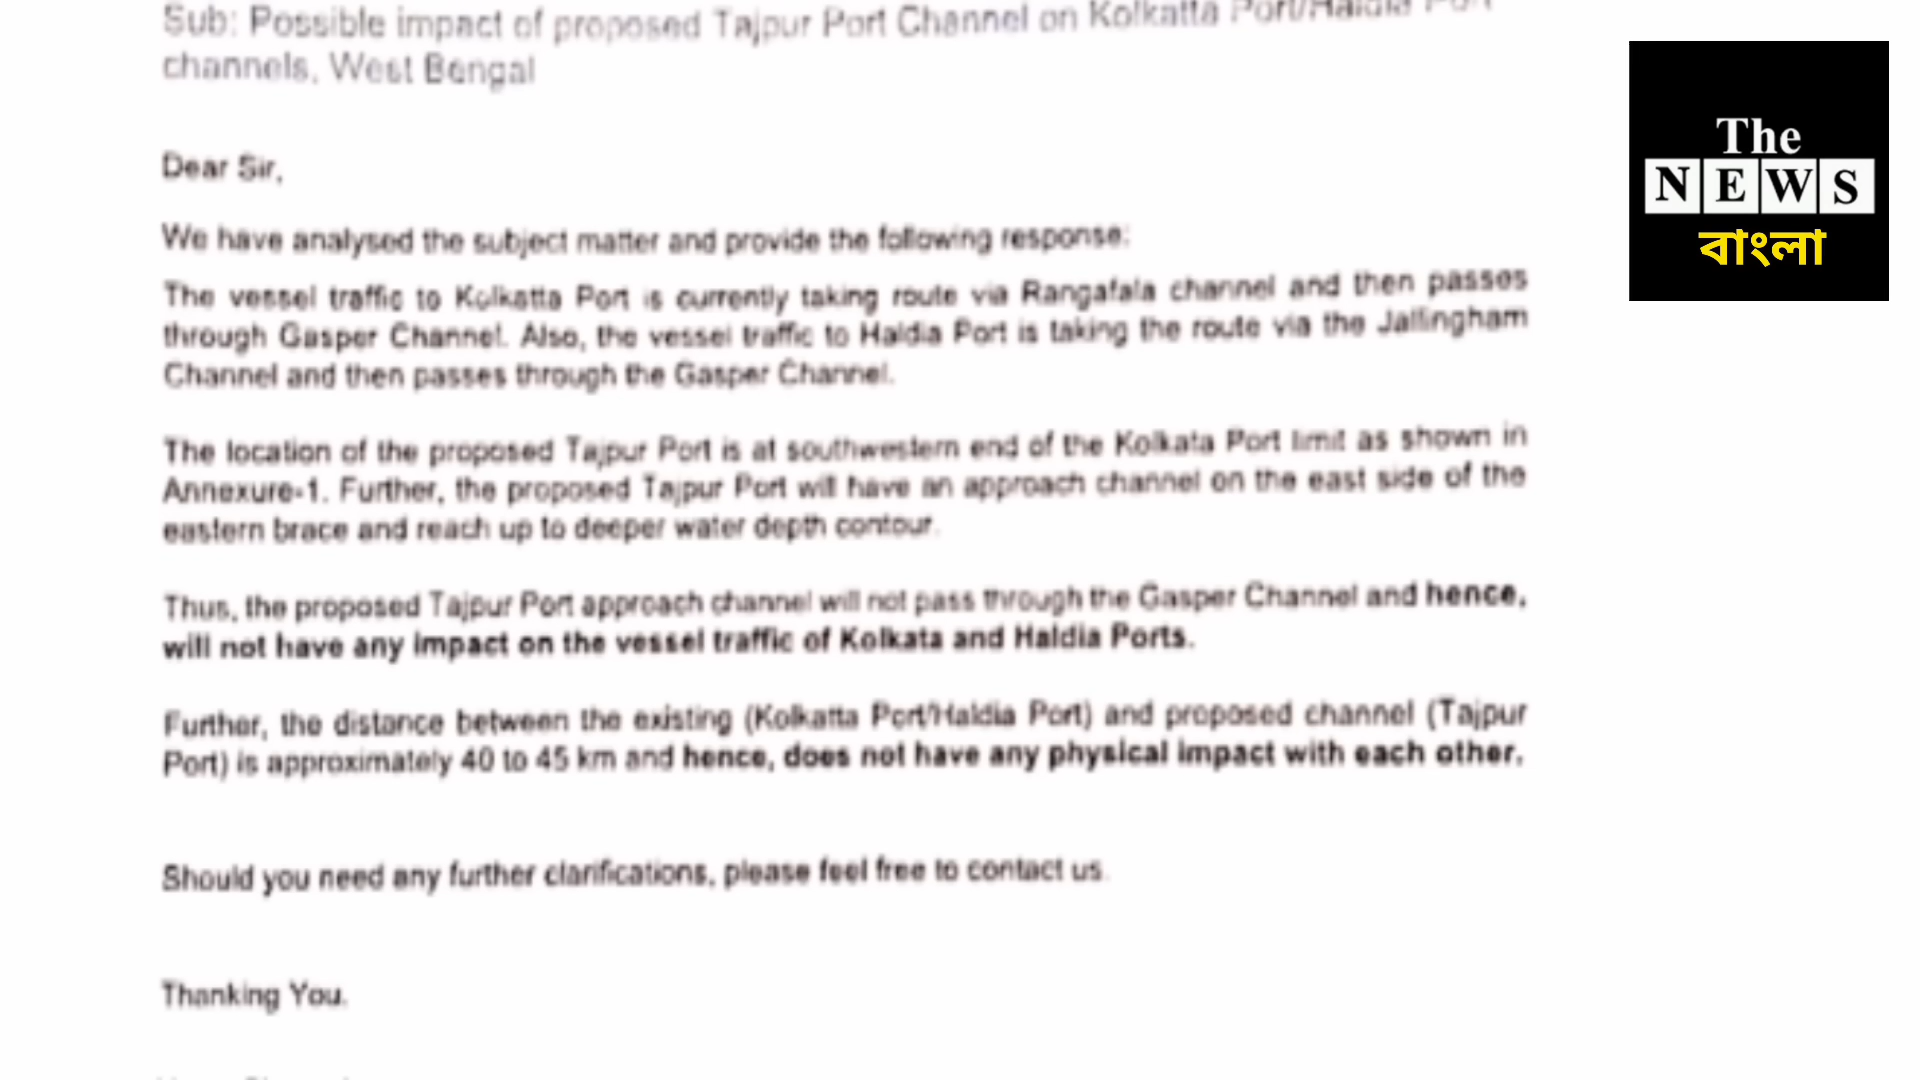 Sub: Possible impact of proposed Tajpur Port Channel on Kolkatta Port/Haldia Port
channels, West Bengal
Dear Sir,
We have analysed the subject matter and provide the following response:
The vessel traffic to Kolkatta Port is currently taking route via Rangafala channel and then passes
through Gasper Channel. Also, the vessel traffic to Haldia Port is taking the route via the Jallingham
Channel and then passes through the Gasper Channel.
The location of the proposed Tajpur Port is at southwestern end of the Kolkata Port limit as shown in
Annexure-1. Further, the proposed Tajpur Port will have an approach channel on the east side of the
eastern brace and reach up to deeper water depth contour.
Thus, the proposed Tajpur Port approach channel will not pass through the Gasper Channel and hence,
will not have any impact on the vessel traffic of Kolkata and Haldia Ports.
Further, the distance between the existing (Kolkatta Port/Haldia Port) and proposed channel (Tajpur
Port) is approximately 40 to 45 km and hence, does not have any physical impact with each other.
Should you need any further clarifications, please feel free to contact us.
Thanking You.
The
NEWS
বাংলা